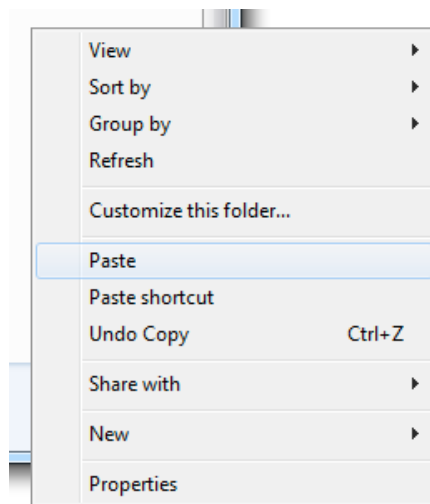 View
Sort by
Group by
Refresh
Customize this folder...
Paste
Paste shortcut
Undo Copy Ctrl+Z
Share with
New
Properties